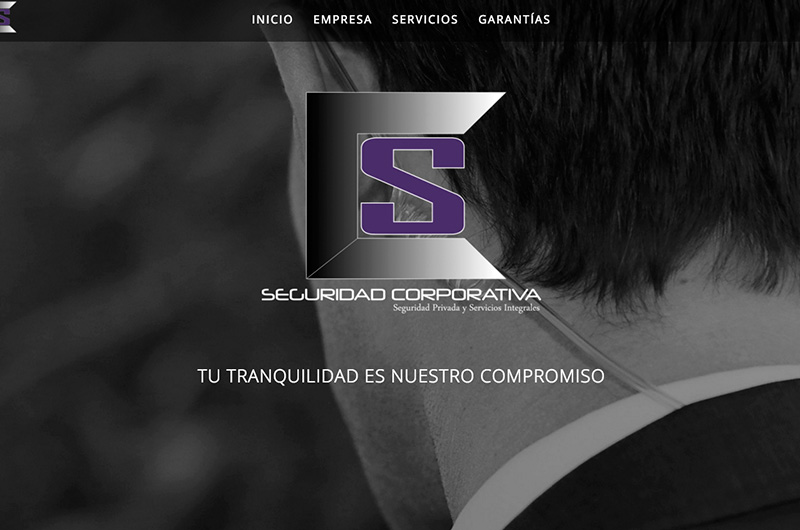 S
INICIO EMPRESA SERVICIOS GARANTÍAS
S
SEGURIDAD CORPORATIVA
Seguridad Privada y Servicios Integrales
TU TRANQUILIDAD ES NUESTRO COMPROMISO